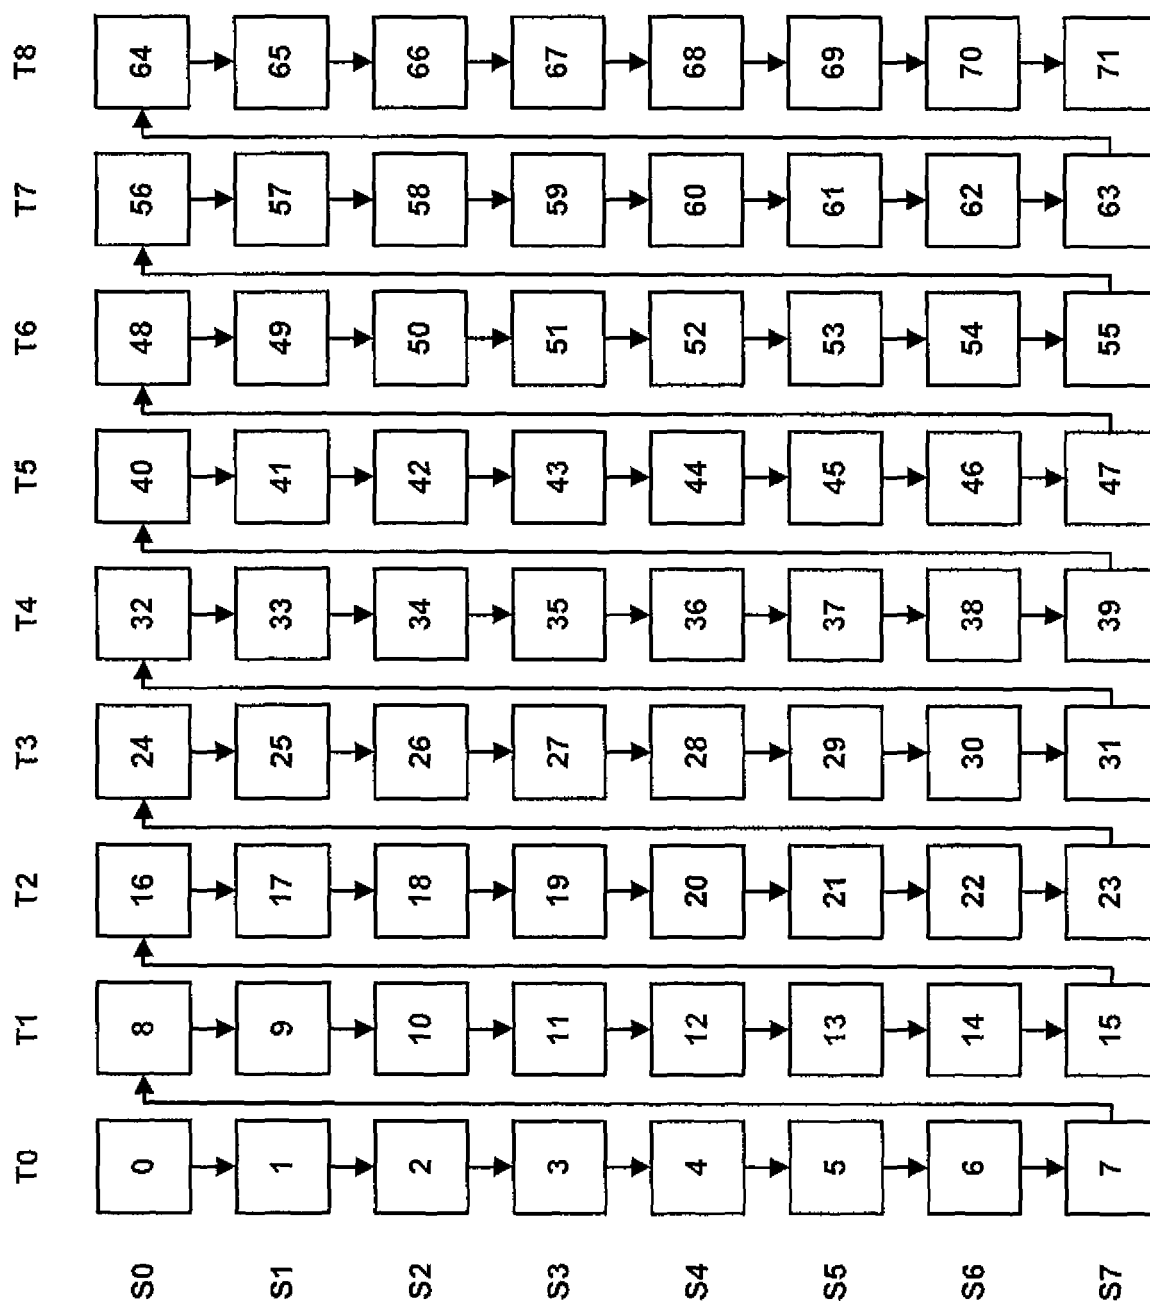 T0 T1 T2 T3 T4 T5 T6 T7 T8
S0 0 8 16 24 32 40 48 56 64
S1 1 9 17 25 33 41 49 57 65
S2 2 10 18 26 34 42 50 58 66
S3 3 11 19 27 35 43 51 59 67
S4 4 12 20 28 36 44 52 60 68
S5 5 13 21 29 37 45 53 61 69
S6 6 14 22 30 38 46 54 62 70
S7 7 15 23 31 39 47 55 63 71